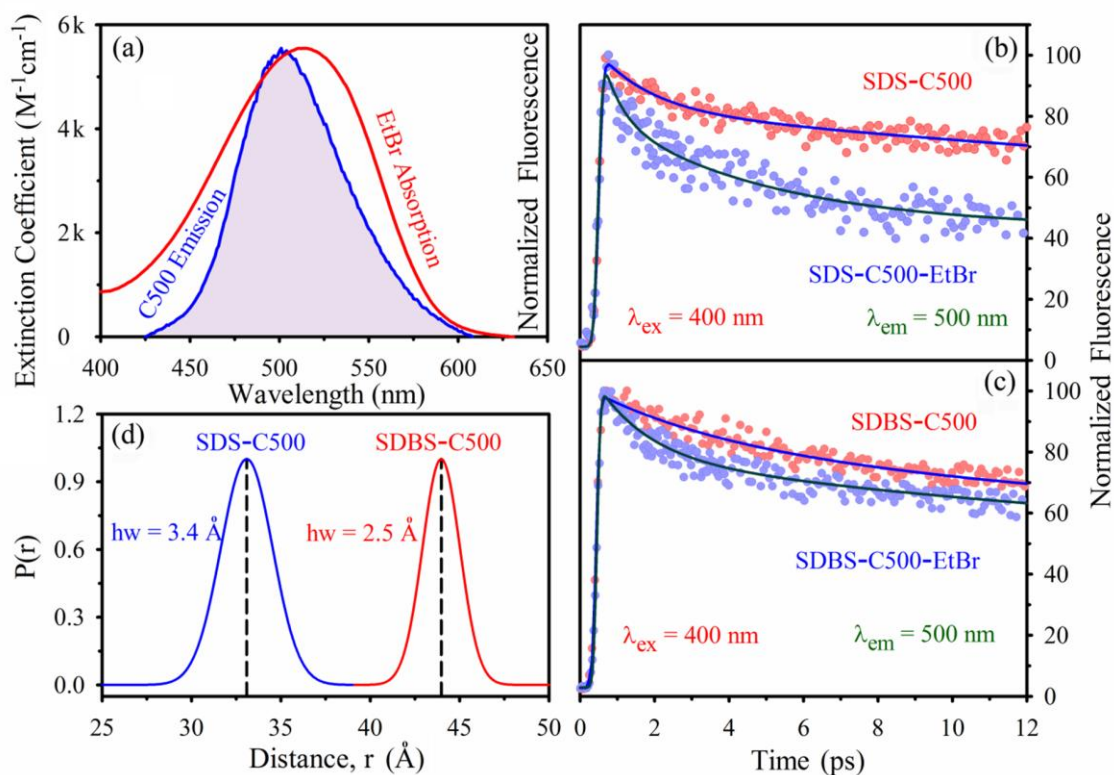 (a)
Extinction Coefficient (M⁻¹cm⁻¹)
6k
4k
2k
0
C500 Emission
EtBr Absorption
Normalized Fluorescence
400 450 500 550 600 650
Wavelength (nm)
(b)
SDS-C500
SDS-C500-EtBr
λex = 400 nm
λem = 500 nm
100
80
60
40
20
0
(c)
SDBS-C500
SDBS-C500-EtBr
λex = 400 nm
λem = 500 nm
100
80
60
40
20
0
Normalized Fluorescence
0 2 4 6 8 10 12
Time (ps)
(d)
SDS-C500
SDBS-C500
hw = 3.4 Å
hw = 2.5 Å
P(r)
1.2
0.9
0.6
0.3
0.0
25 30 35 40 45 50
Distance, r (Å)